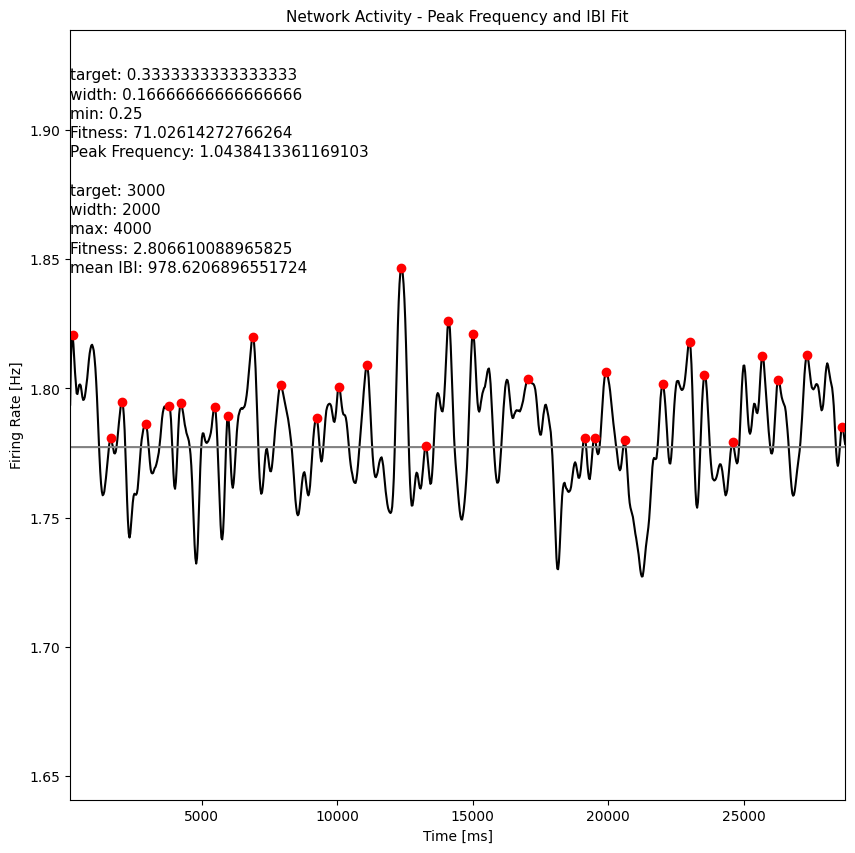 Network Activity - Peak Frequency and IBI Fit
target: 0.3333333333333333
width: 0.16666666666666666
min: 0.25
Fitness: 71.02614272766264
Peak Frequency: 1.0438413361169103
target: 3000
width: 2000
max: 4000
Fitness: 2.806610088965825
mean IBI: 978.6206896551724
1.90
1.85
1.80
1.75
1.70
1.65
Firing Rate [Hz]
5000 10000 15000 20000 25000
Time [ms]